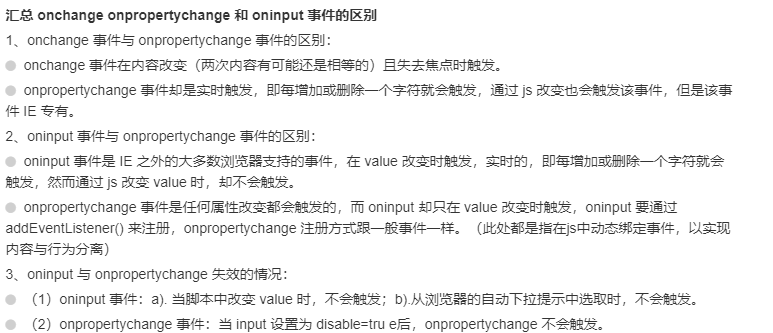 汇总 onchange onpropertychange 和 oninput 事件的区别
1、onchange 事件与 onpropertychange 事件的区别：
onchange 事件在内容改变（两次内容有可能还是相等的）且失去焦点时触发。
onpropertychange 事件却是实时触发，即每增加或删除一个字符就会触发，通过 js 改变也会触发该事件，但是该事
件 IE 专有。
2、oninput 事件与 onpropertychange 事件的区别：
oninput 事件是 IE 之外的大多数浏览器支持的事件，在 value 改变时触发，实时的，即每增加或删除一个字符就会
触发，然而通过 js 改变 value 时，却不会触发。
onpropertychange 事件是任何属性改变都会触发的，而 oninput 却只在 value 改变时触发，oninput 要通过
addEventListener() 来注册，onpropertychange 注册方式跟一般事件一样。（此处都是指在js中动态绑定事件，以实现
内容与行为分离）
3、oninput 与 onpropertychange 失效的情况：
（1）oninput 事件：a). 当脚本中改变 value 时，不会触发；b).从浏览器的自动下拉提示中选取时，不会触发。
（2）onpropertychange 事件：当 input 设置为 disable=tru e后，onpropertychange 不会触发。